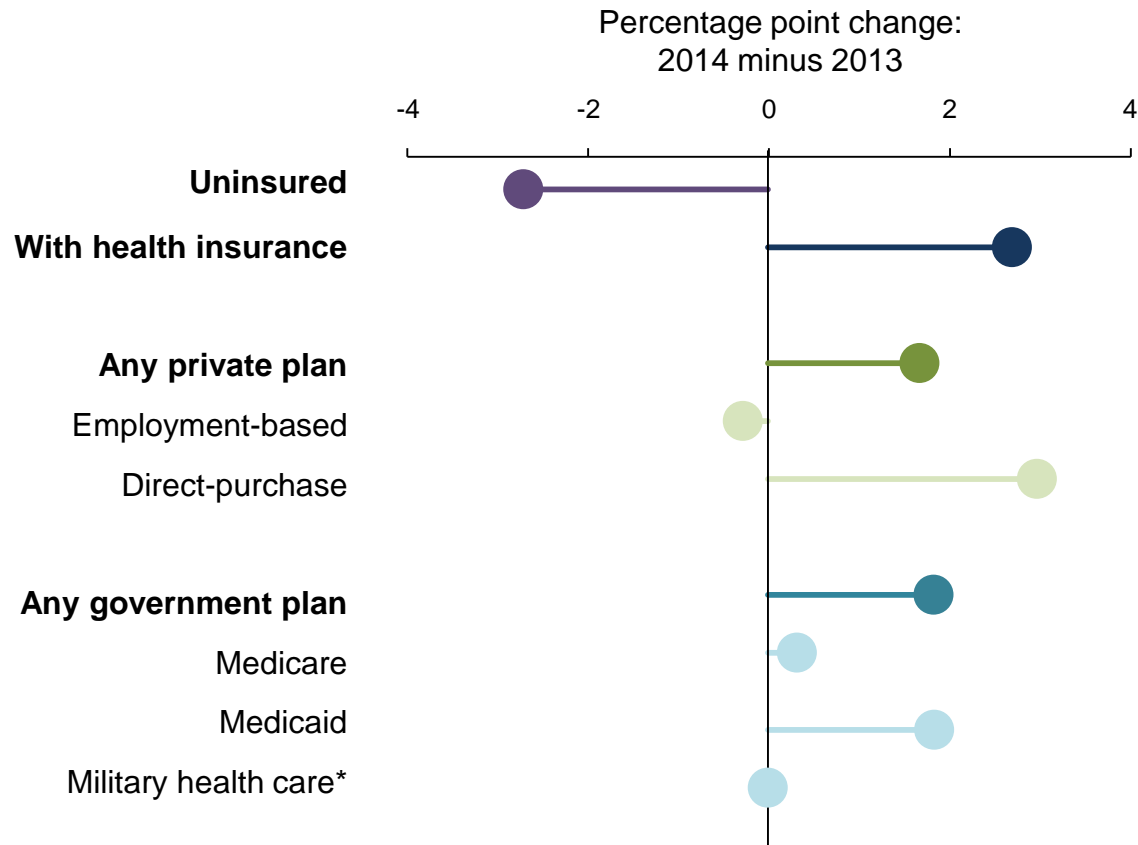 Percentage point change:
2014 minus 2013
-4 -2 0 2 4
Uninsured
With health insurance
Any private plan
Employment-based
Direct-purchase
Any government plan
Medicare
Medicaid
Military health care*